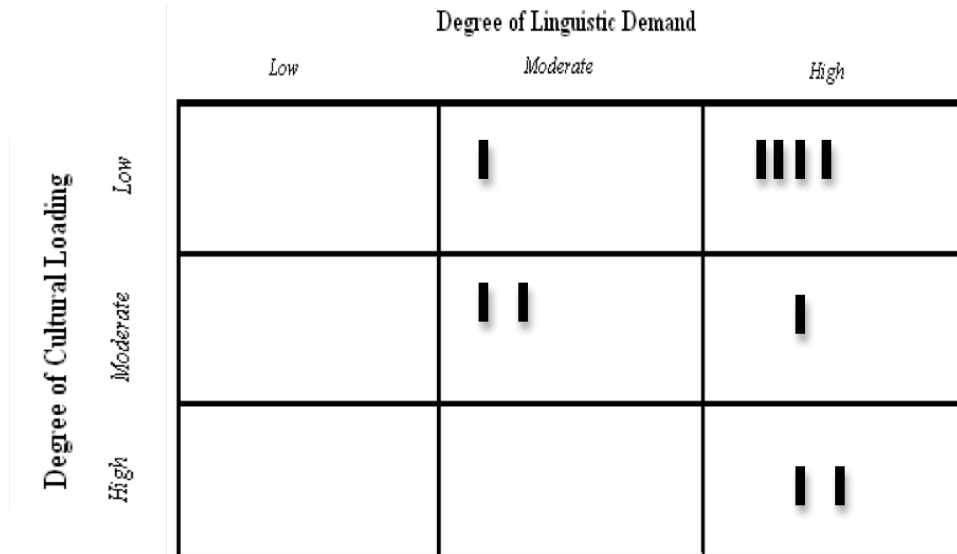 Degree of Linguistic Demand
Low
Moderate
High
Degree of Cultural Loading
Low
Moderate
High